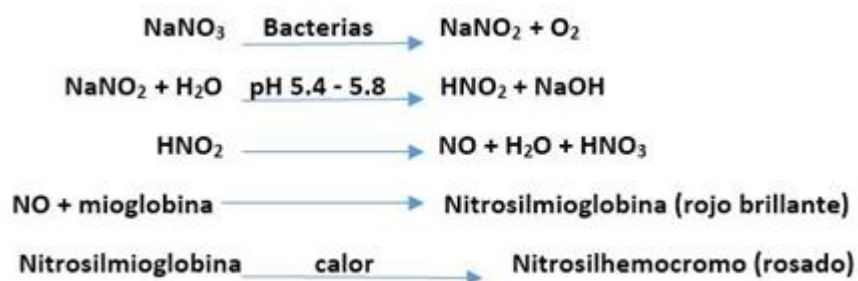 NaNO₃ Bacterias NaNO₂ + O₂
NaNO₂ + H₂O pH 5.4 - 5.8 HNO₂ + NaOH
HNO₂ NO + H₂O + HNO₃
NO + mioglobina Nitrosilmioglobina (rojo brillante)
Nitrosilmioglobina calor Nitrosilhemocromo (rosado)